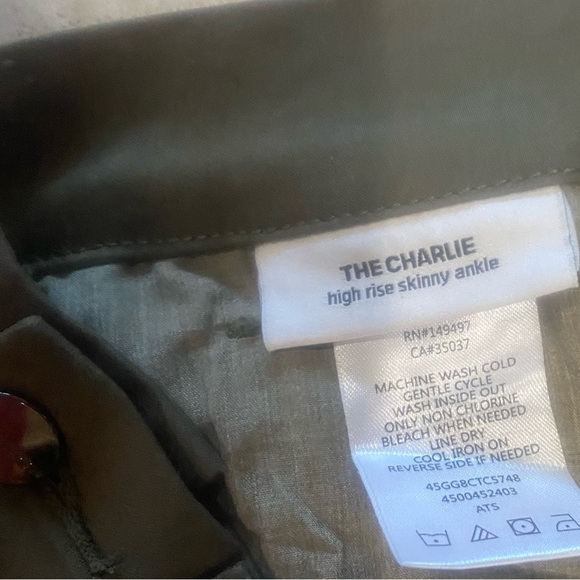 THE CHARLIE
high rise skinny ankle
RN#149497
CA#35037
MACHINE WASH COLD
GENTLE CYCLE
WASH INSIDE OUT
ONLY NON CHLORINE
BLEACH WHEN NEEDED
LINE DRY
COOL IRON ON
REVERSE SIDE IF NEEDED
45GG8CTC5748
4500452403
ATS